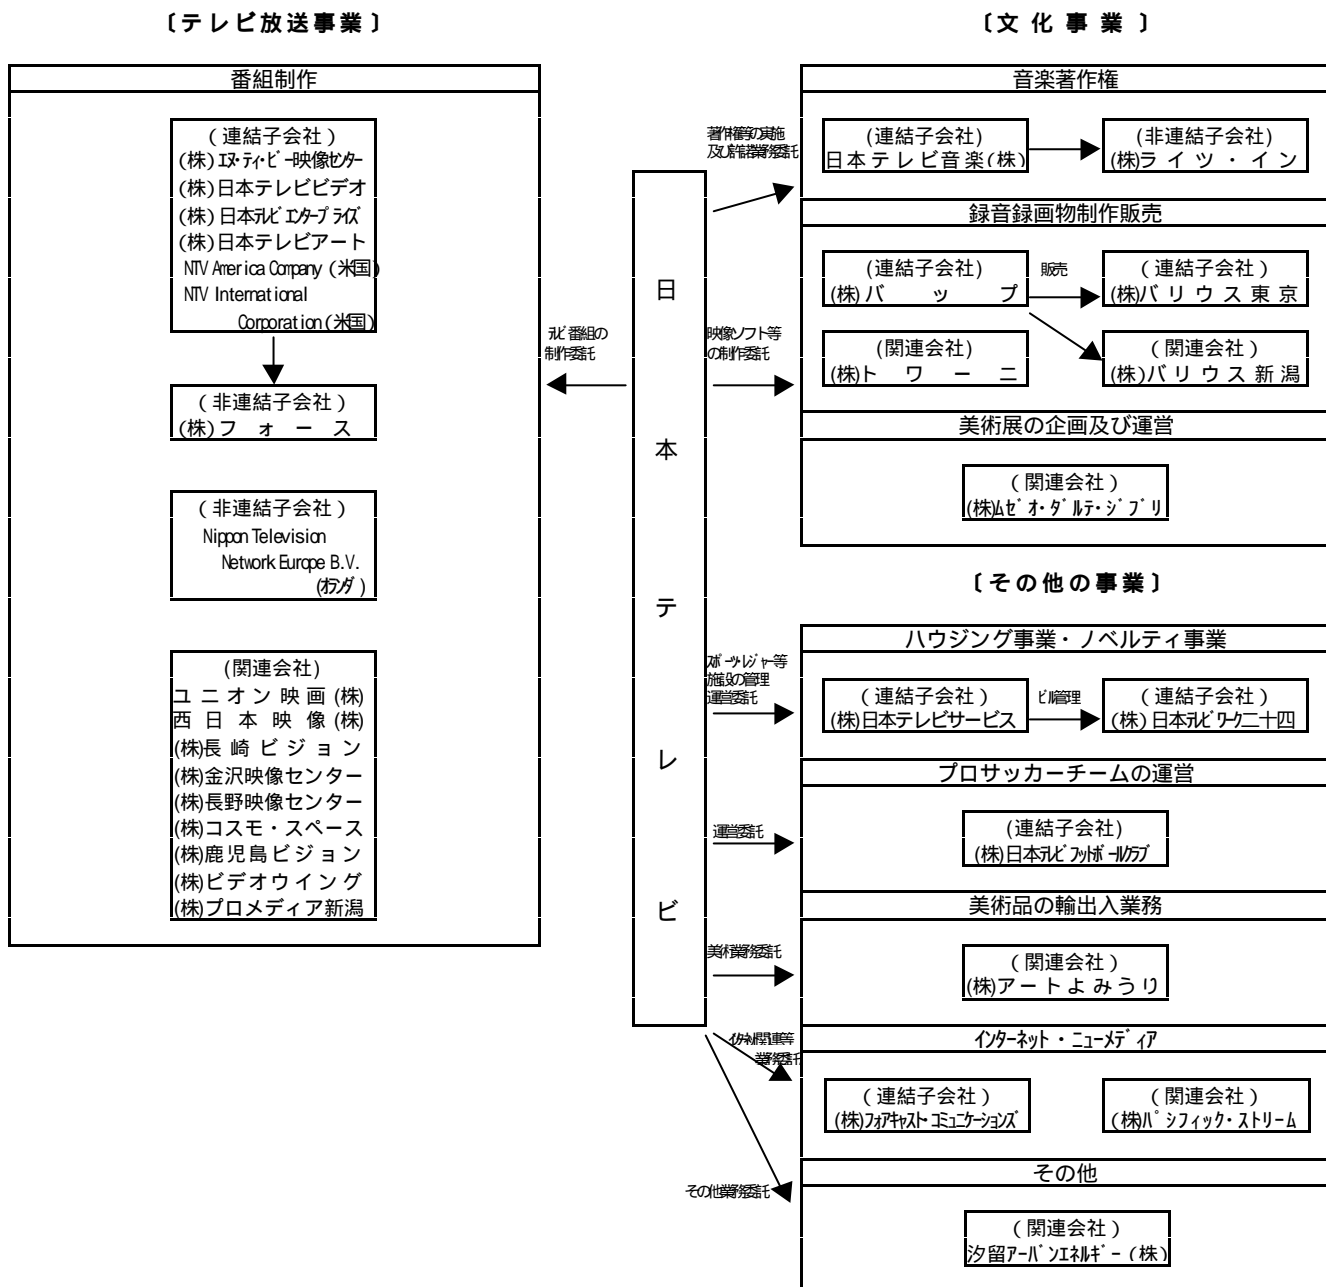 〔テレビ放送事業〕
番組制作
(連結子会社)
(株)エヌ・ティ・ビー映像センター
(株)日本テレビビデオ
(株)日本テレビエンタープライズ
(株)日本テレビアート
NTV America Company (米国)
NTV International
Corporation(米国)
(非連結子会社)
(株)フォース
(非連結子会社)
Nippon Television
Network Europe B.V.
(オランダ)
(関連会社)
ユニオン映画(株)
西日本映像(株)
(株)長崎ビジョン
(株)金沢映像センター
(株)長野映像センター
(株)コスモ・スペース
(株)鹿児島ビジョン
(株)ビデオウイング
(株)プロメディア新潟
テレビ番組の
制作委託
日本テレビ
著作権等の実施
及び許諾業務委託
映像ソフト等
の制作委託
スポーツ・レジャー等
施設の管理
運営委託
運営委託
美術業務委託
インターネット関連等
業務委託
その他業務委託
〔文化事業〕
音楽著作権
(連結子会社)
日本テレビ音楽(株)
(非連結子会社)
(株)ライツ・イン
録音録画物制作販売
(連結子会社)
(株)バップ
販売
(連結子会社)
(株)バリウス東京
(関連会社)
(株)トワーニ
(関連会社)
(株)バリウス新潟
美術展の企画及び運営
(関連会社)
(株)ムゼオ・ダルテ・ジブリ
〔その他の事業〕
ハウジング事業・ノベルティ事業
(連結子会社)
(株)日本テレビサービス
ビル管理
(連結子会社)
(株)日本テレビワーク二十四
プロサッカーチームの運営
(連結子会社)
(株)日本テレビフットボールクラブ
美術品の輸出入業務
(関連会社)
(株)アートよみうり
インターネット・ニューメディア
(連結子会社)
(株)フォアキャスト・コミュニケーションズ
(関連会社)
(株)パシフィック・ストリーム
その他
(関連会社)
汐留アーバンエネルギー(株)